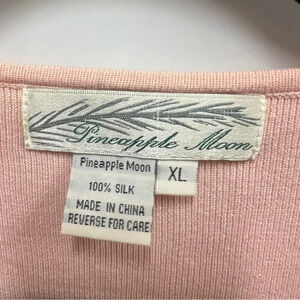 Pineapple Moon
Pineapple Moon
XL
100% SILK
MADE IN CHINA
REVERSE FOR CARE